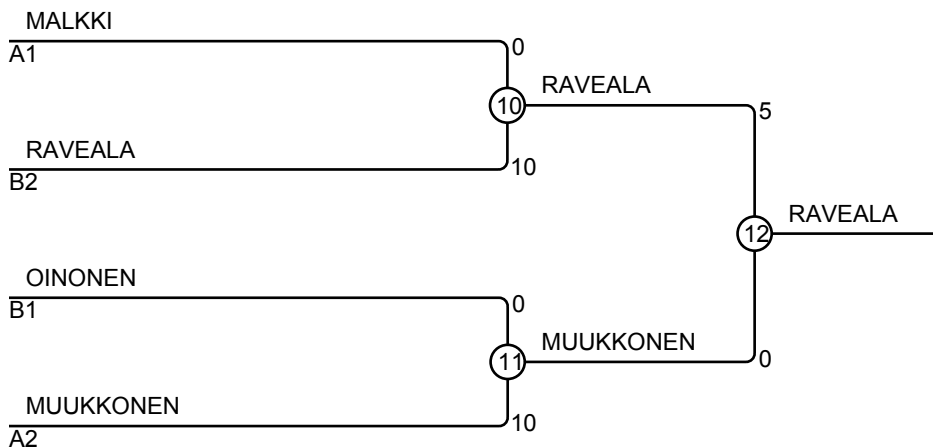 MALKKI
A1
0
10
RAVEALA
5
RAVEALA
B2
10
12
RAVEALA
OINONEN
B1
0
11
MUUKKONEN
0
MUUKKONEN
A2
10